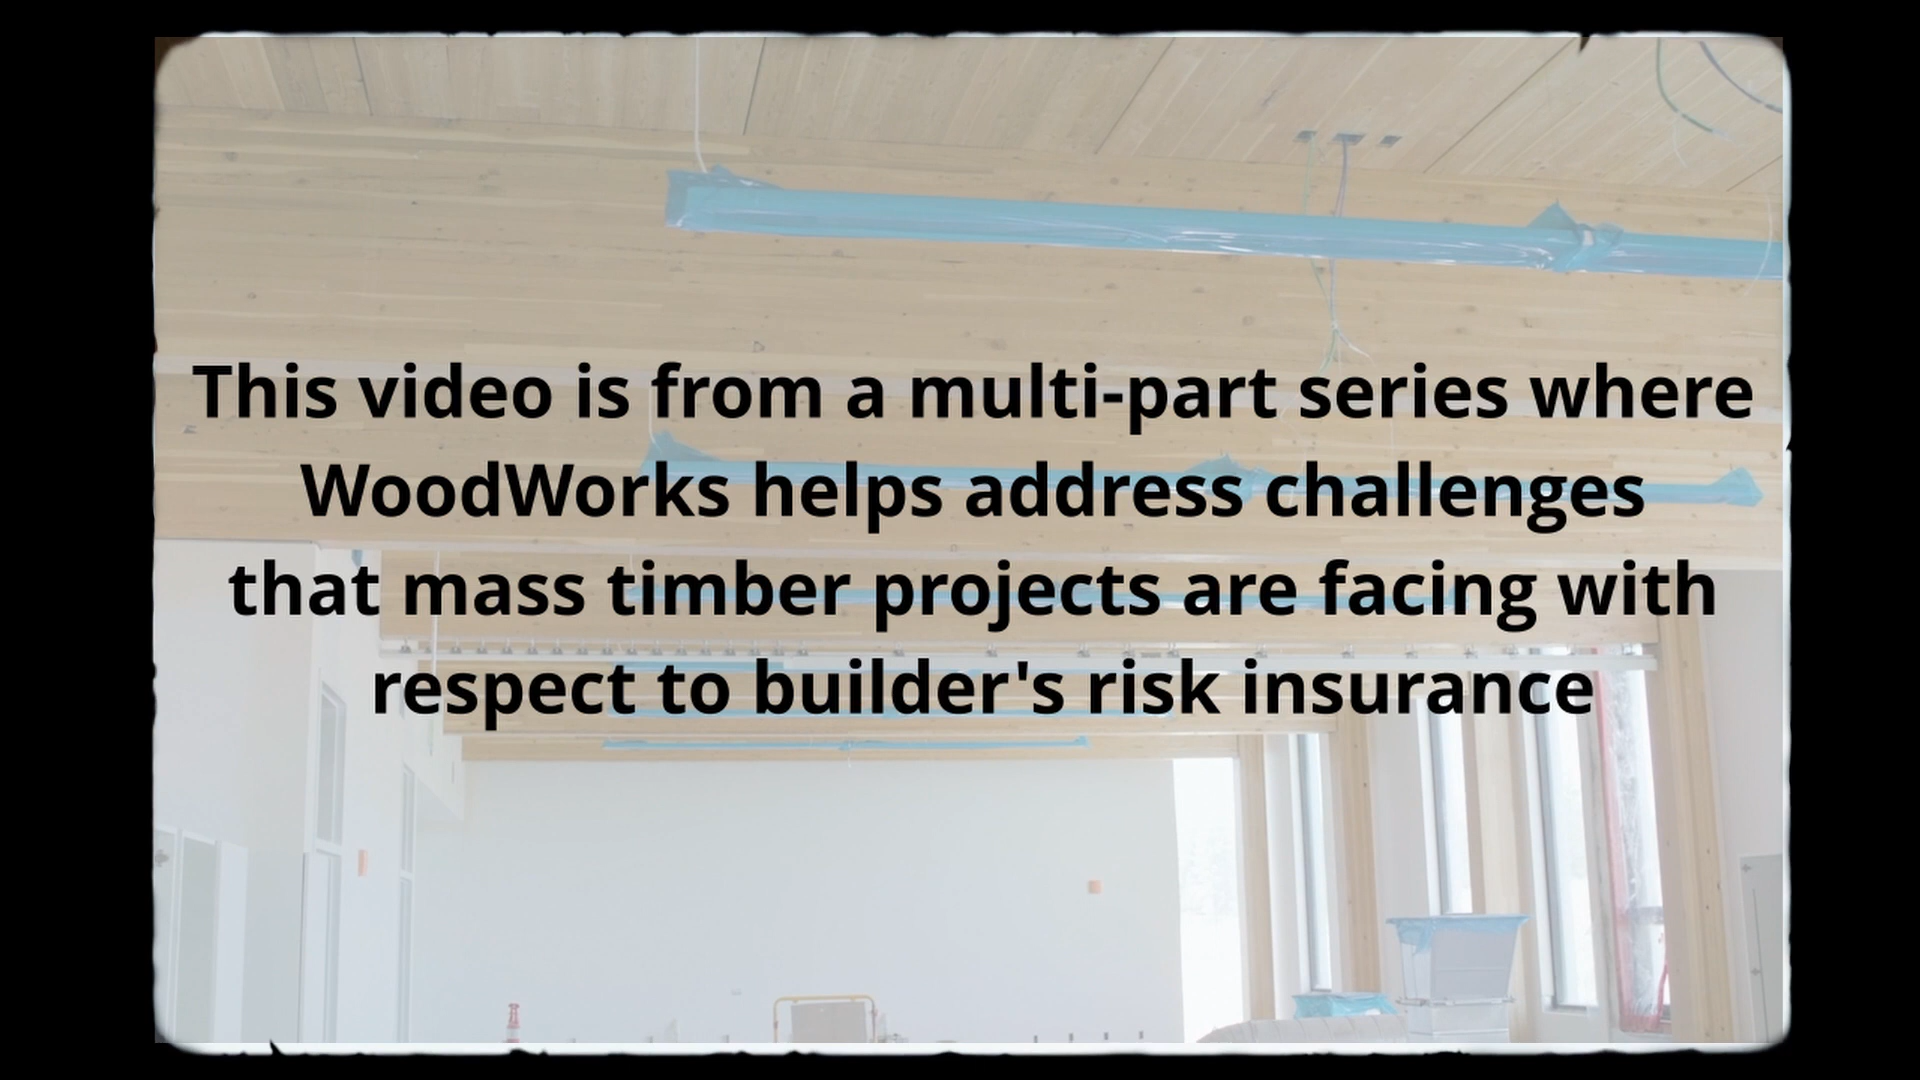 This video is from a multi-part series where
WoodWorks helps address challenges
that mass timber projects are facing with
respect to builder's risk insurance